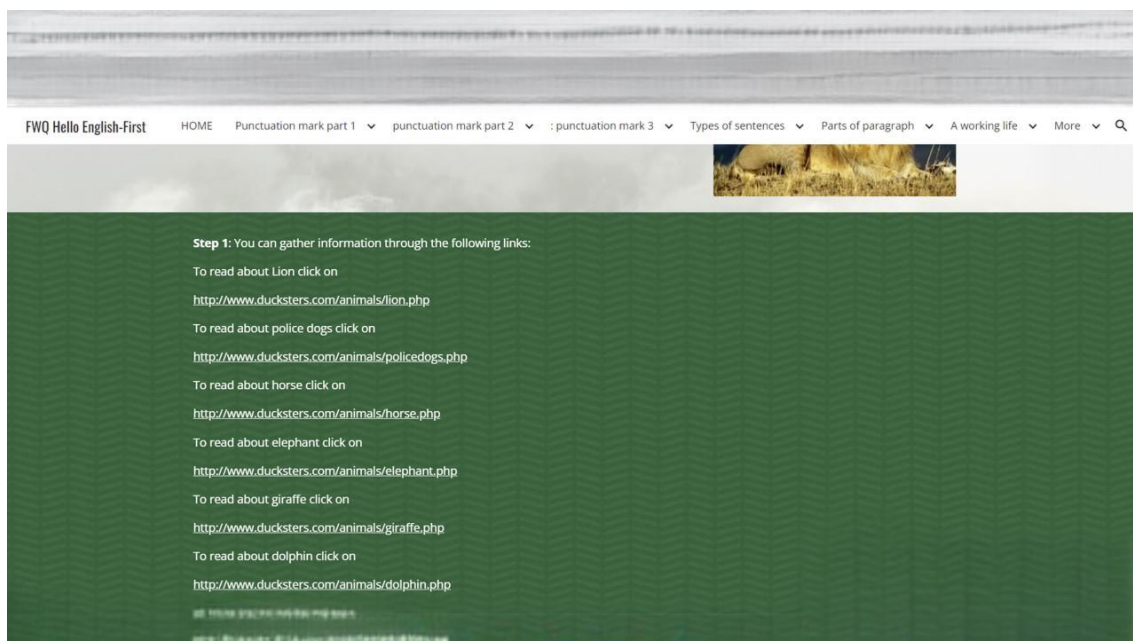 FWQ Hello English-First HOME Punctuation mark part 1 punctuation mark part 2 : punctuation mark 3 Types of sentences Parts of paragraph A working life More
Step 1: You can gather information through the following links:
To read about Lion click on
http://www.ducksters.com/animals/lion.php
To read about police dogs click on
http://www.ducksters.com/animals/policedogs.php
To read about horse click on
http://www.ducksters.com/animals/horse.php
To read about elephant click on
http://www.ducksters.com/animals/elephant.php
To read about giraffe click on
http://www.ducksters.com/animals/giraffe.php
To read about dolphin click on
http://www.ducksters.com/animals/dolphin.php